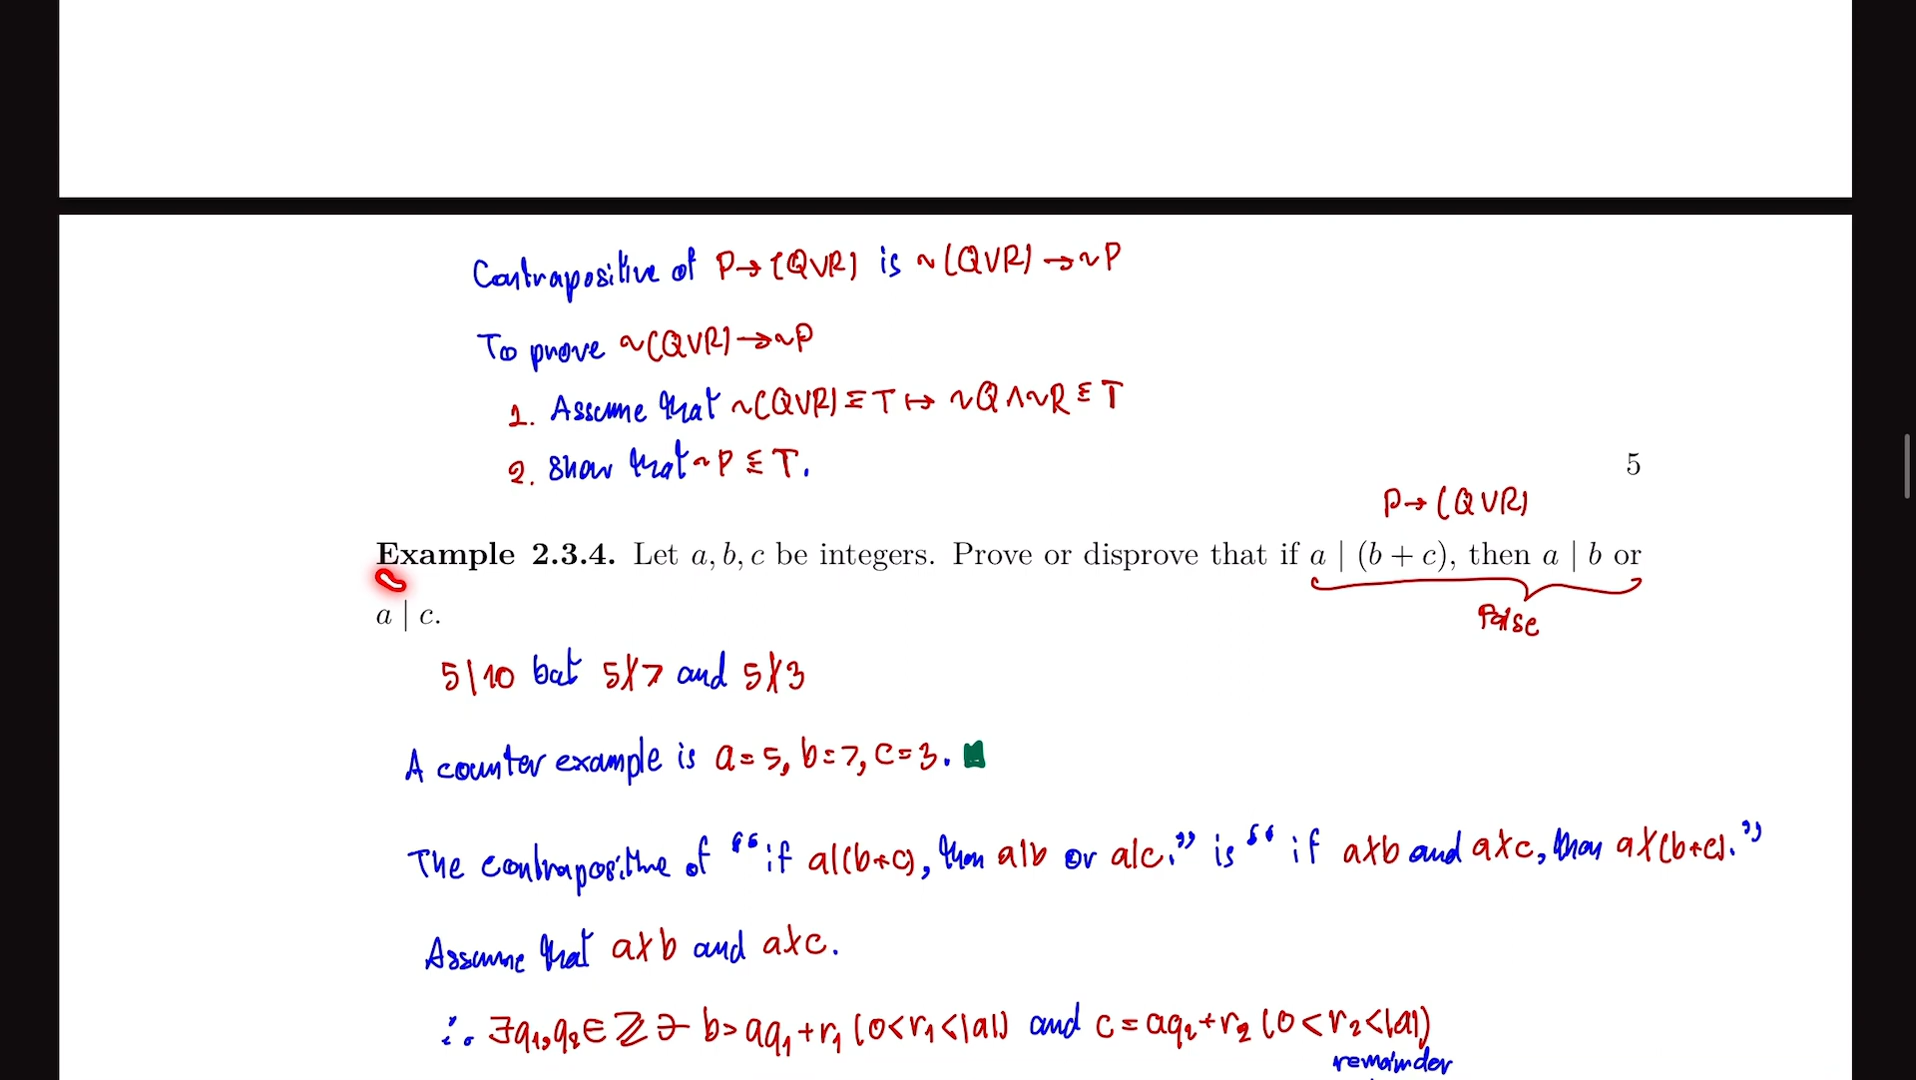 Contrapositive of P→(Q∨R) is ~(Q∨R)→~P
To prove ~(Q∨R)→~P
1. Assume that ~(Q∨R)≡T ↦ ~Q∧~R≡T
2. Show that ~P≡T.
5
P→(Q∨R)
Example 2.3.4. Let a, b, c be integers. Prove or disprove that if a | (b + c), then a | b or
a | c.
False
5|10 but 5∤7 and 5∤3
A counter example is a=5, b=7, c=3. ■
The contrapositive of “if a|(b+c), then a|b or a|c.” is “if a∤b and a∤c, then a∤(b+c).”
Assume that a∤b and a∤c.
∴ ∃q₁,q₂∈ℤ ∋ b=aq₁+r₁ (0<r₁<|a|) and c=aq₂+r₂ (0<r₂<|a|)
remainder